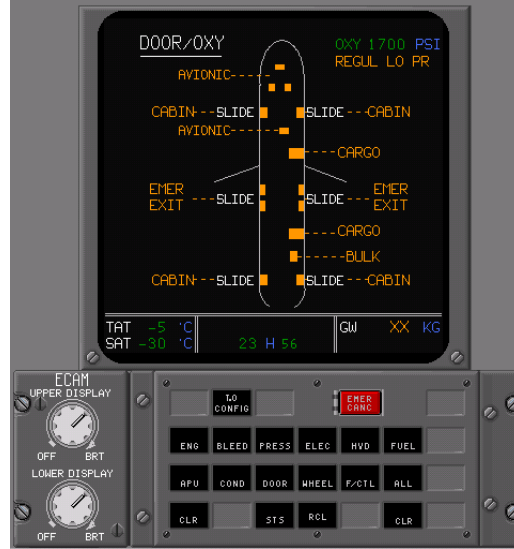 DOOR/OXY OXY 1700 PSI
REGUL LO PR
AVIONIC
CABIN SLIDE SLIDE CABIN
AVIONIC
CARGO
EMER EMER
SLIDE SLIDE
EXIT EXIT
CARGO
BULK
CABIN SLIDE SLIDE CABIN
TAT -5 °C GW XX KG
SAT -30 °C 23 H 56
ECAM
UPPER DISPLAY
OFF BRT
LOWER DISPLAY
OFF BRT
T.O CONFIG EMER CANC
ENG BLEED PRESS ELEC HYD FUEL
APU COND DOOR WHEEL F/CTL ALL
CLR STS RCL CLR